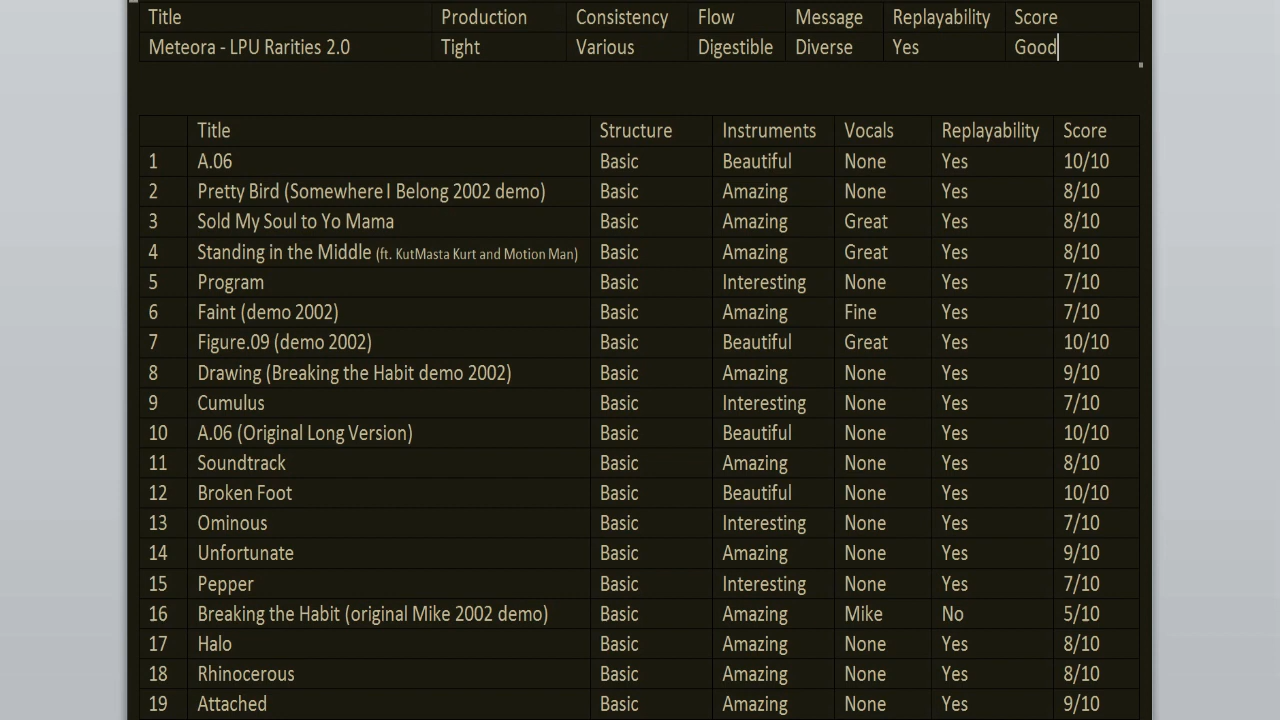 Title Production Consistency Flow Message Replayability Score
Meteora - LPU Rarities 2.0 Tight Various Digestible Diverse Yes Good
Title Structure Instruments Vocals Replayability Score
1 A.06 Basic Beautiful None Yes 10/10
2 Pretty Bird (Somewhere I Belong 2002 demo) Basic Amazing None Yes 8/10
3 Sold My Soul to Yo Mama Basic Amazing Great Yes 8/10
4 Standing in the Middle (ft. KutMasta Kurt and Motion Man) Basic Amazing Great Yes 8/10
5 Program Basic Interesting None Yes 7/10
6 Faint (demo 2002) Basic Amazing Fine Yes 7/10
7 Figure.09 (demo 2002) Basic Beautiful Great Yes 10/10
8 Drawing (Breaking the Habit demo 2002) Basic Amazing None Yes 9/10
9 Cumulus Basic Interesting None Yes 7/10
10 A.06 (Original Long Version) Basic Beautiful None Yes 10/10
11 Soundtrack Basic Amazing None Yes 8/10
12 Broken Foot Basic Beautiful None Yes 10/10
13 Ominous Basic Interesting None Yes 7/10
14 Unfortunate Basic Amazing None Yes 9/10
15 Pepper Basic Interesting None Yes 7/10
16 Breaking the Habit (original Mike 2002 demo) Basic Amazing Mike No 5/10
17 Halo Basic Amazing None Yes 8/10
18 Rhinocerous Basic Amazing None Yes 8/10
19 Attached Basic Amazing None Yes 9/10